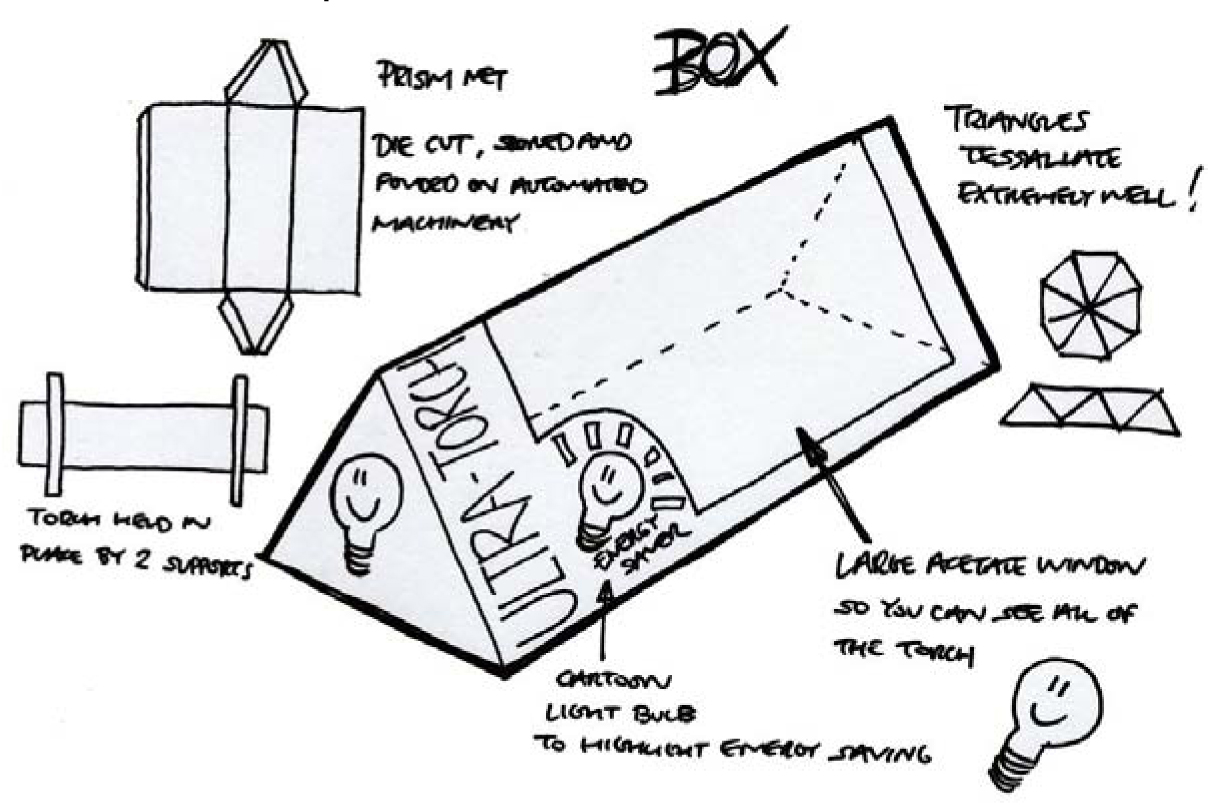 BOX
PRISM NET
DIE CUT, SCORED AND
FOLDED ON AUTOMATED
MACHINERY
TRIANGLES
TESSALLATE
EXTREMELY WELL!
TORCH HELD IN
PLACE BY 2 SUPPORTS
ULTRA-TORCH
ENERGY
SAVER
LARGE ACETATE WINDOW
SO YOU CAN SEE ALL OF
THE TORCH
CARTOON
LIGHT BULB
TO HIGHLIGHT ENERGY SAVING